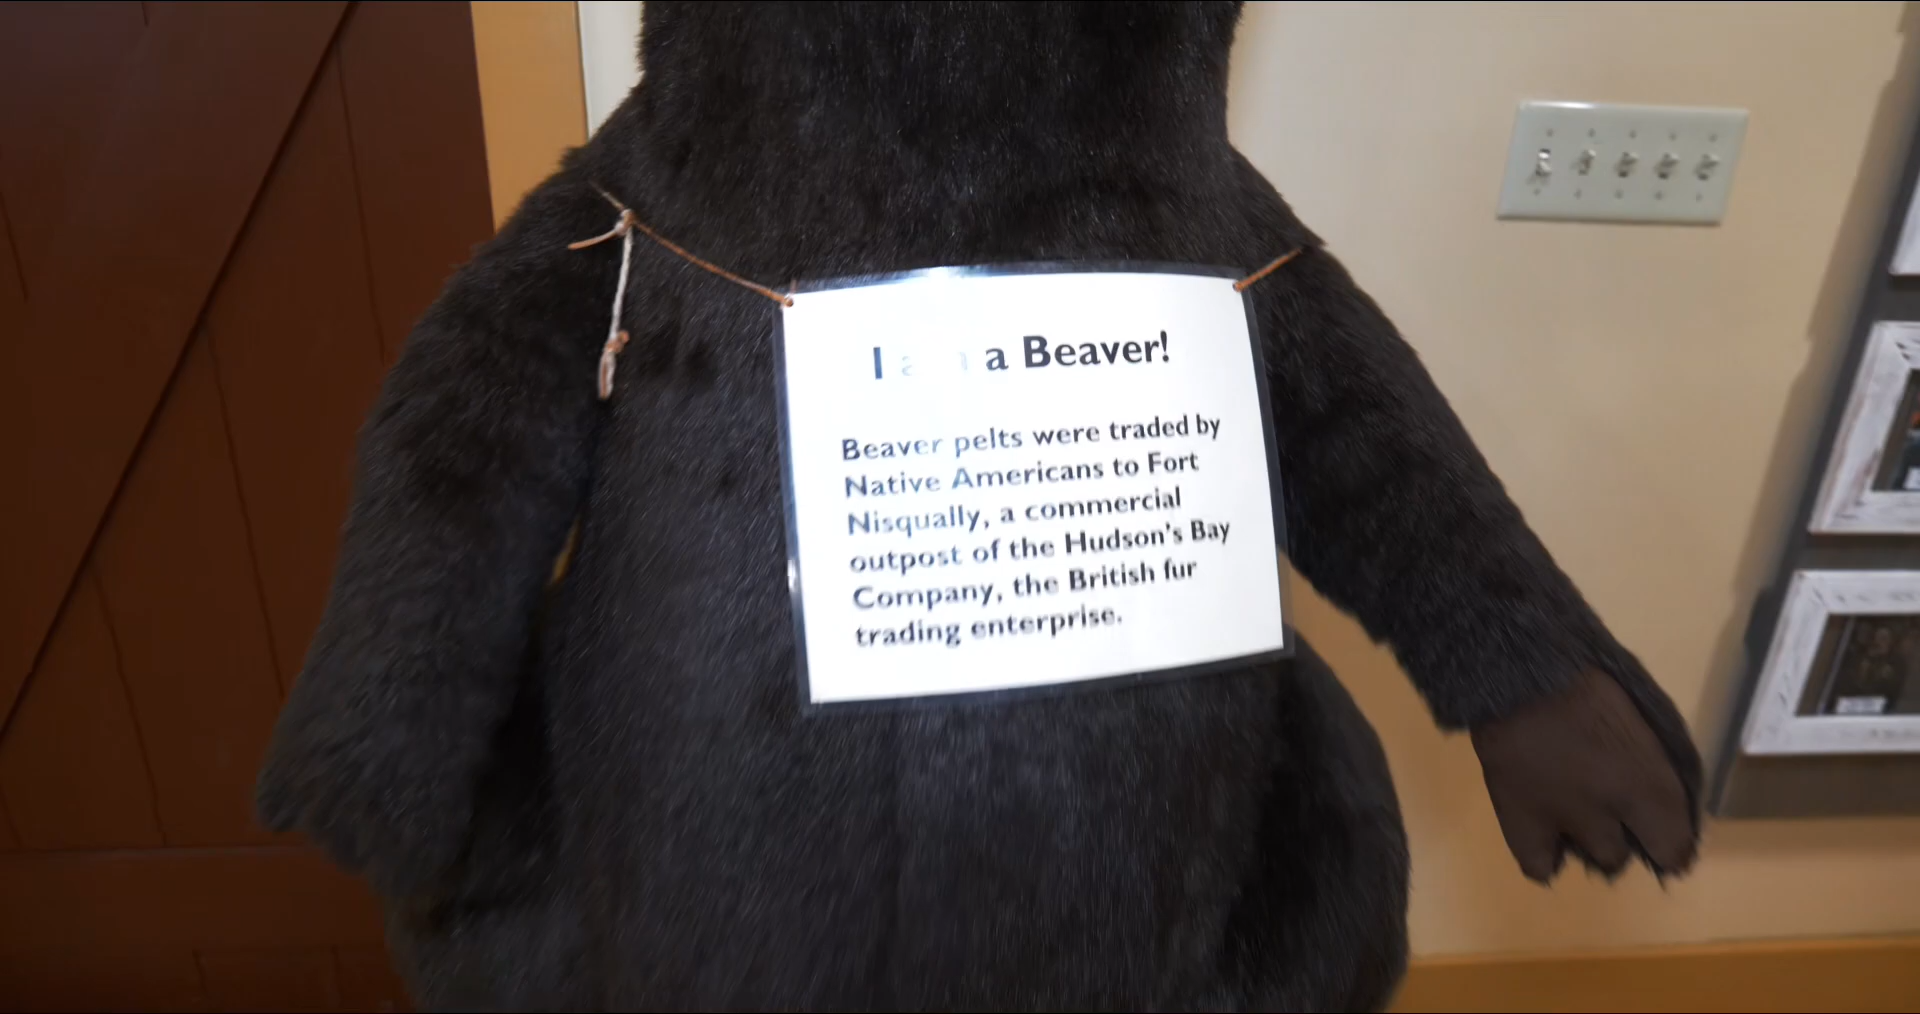 I am a Beaver!
Beaver pelts were traded by
Native Americans to Fort
Nisqually, a commercial
outpost of the Hudson's Bay
Company, the British fur
trading enterprise.